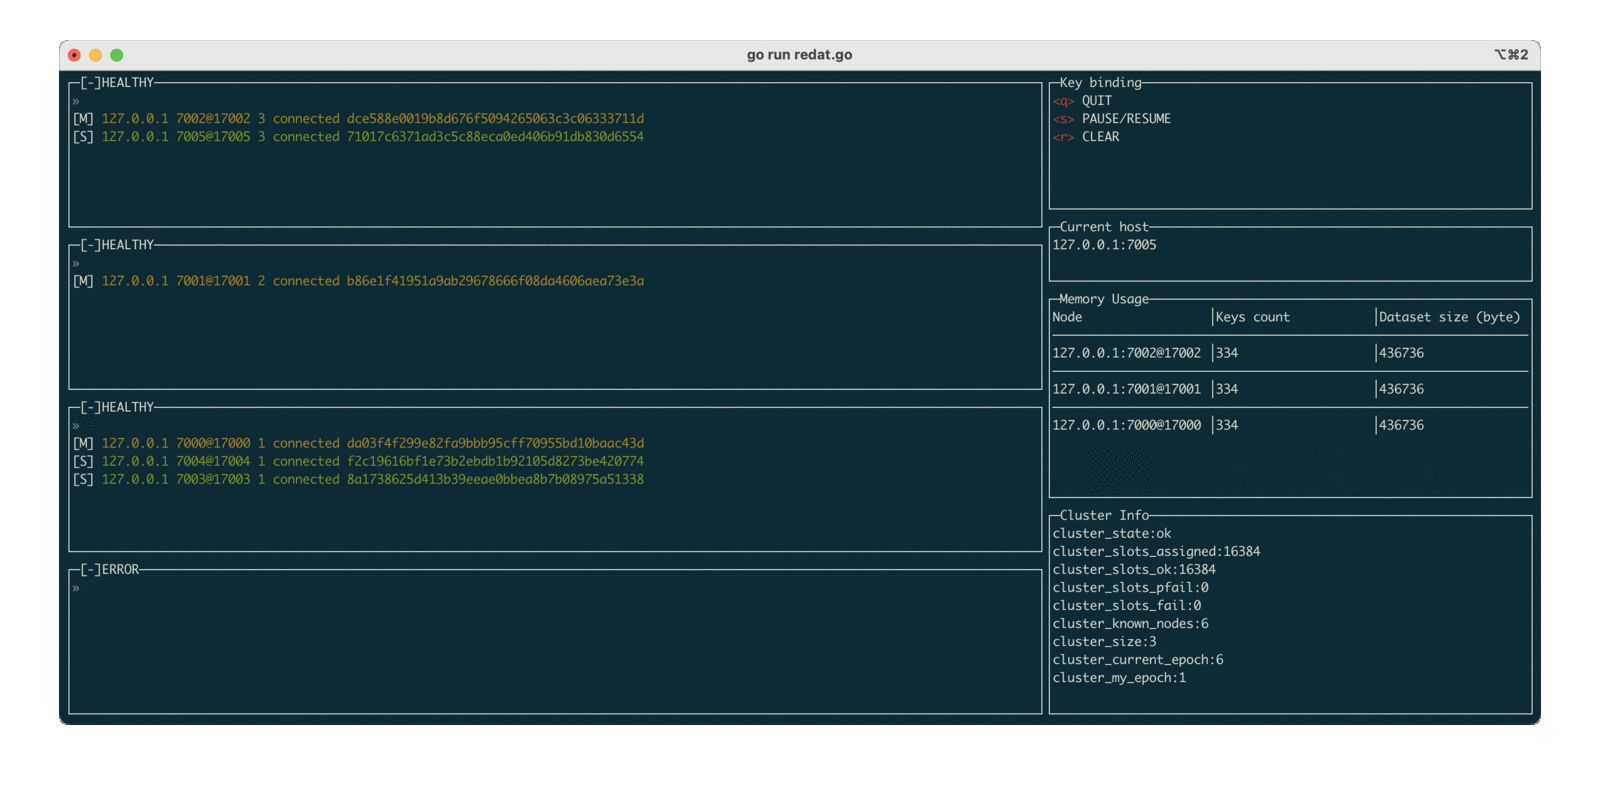 go run redat.go
⌥⌘2
[-]HEALTHY
»
[M] 127.0.0.1 7002@17002 3 connected dce588e0019b8d676f5094265063c3c06333711d
[S] 127.0.0.1 7005@17005 3 connected 71017c6371ad3c5c88eca0ed406b91db830d6554
[-]HEALTHY
»
[M] 127.0.0.1 7001@17001 2 connected b86e1f41951a9ab29678666f08da4606aea73e3a
[-]HEALTHY
»
[M] 127.0.0.1 7000@17000 1 connected da03f4f299e82fa9bbb95cff70955bd10baac43d
[S] 127.0.0.1 7004@17004 1 connected f2c19616bf1e73b2ebdb1b92105d8273be420774
[S] 127.0.0.1 7003@17003 1 connected 8a1738625d413b39eeae0bbea8b7b08975a51338
[-]ERROR
»
Key binding
<q> QUIT
<s> PAUSE/RESUME
<r> CLEAR
Current host
127.0.0.1:7005
Memory Usage
Node Keys count Dataset size (byte)
127.0.0.1:7002@17002 334 436736
127.0.0.1:7001@17001 334 436736
127.0.0.1:7000@17000 334 436736
Cluster Info
cluster_state:ok
cluster_slots_assigned:16384
cluster_slots_ok:16384
cluster_slots_pfail:0
cluster_slots_fail:0
cluster_known_nodes:6
cluster_size:3
cluster_current_epoch:6
cluster_my_epoch:1